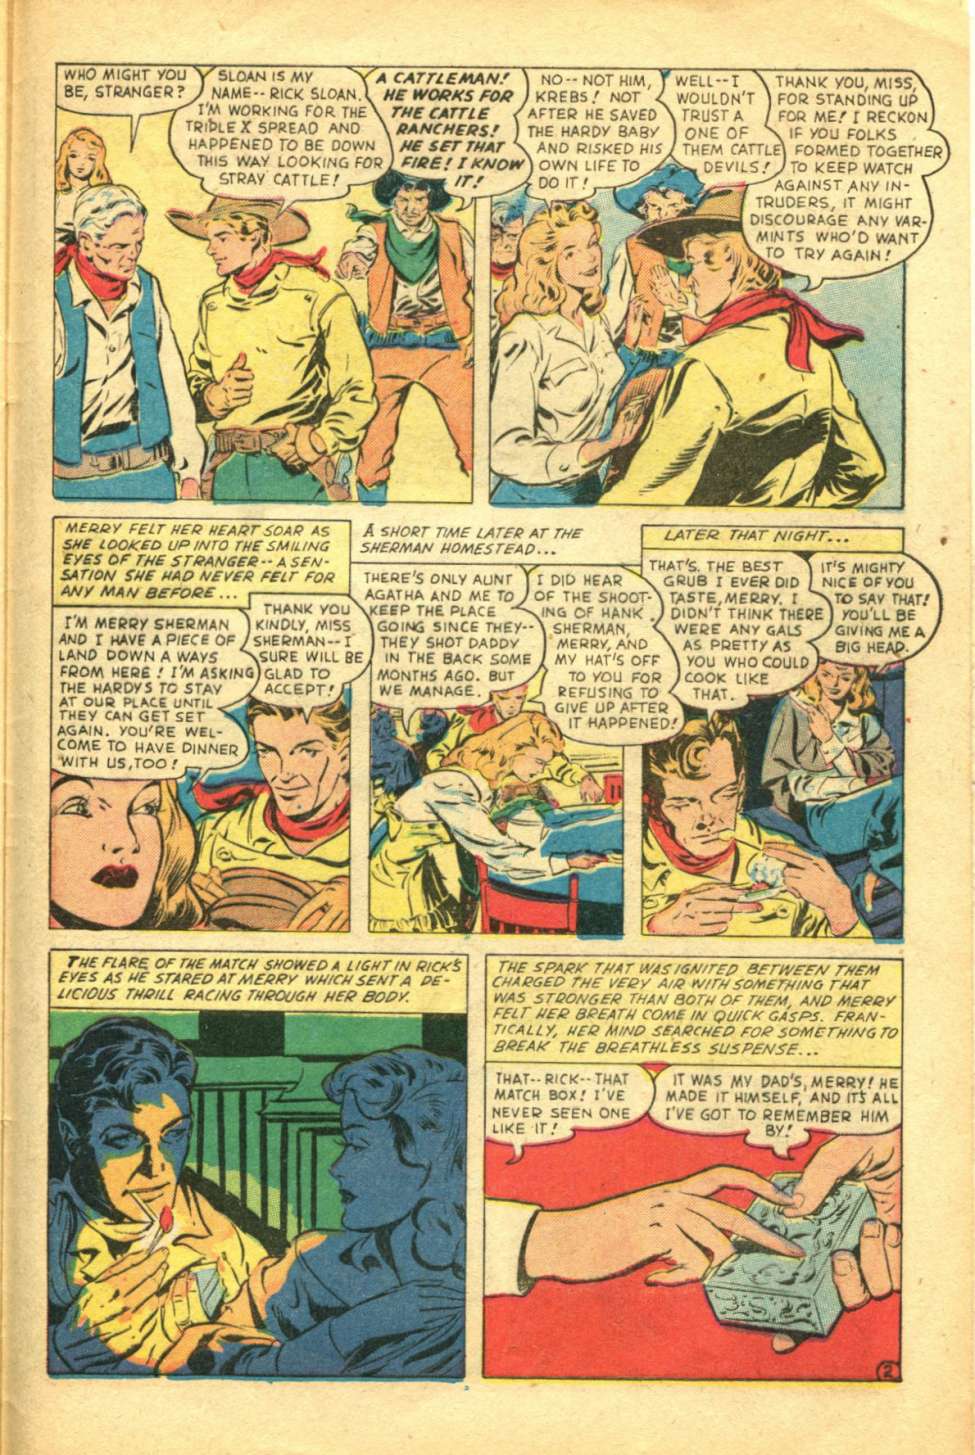 WHO MIGHT YOU
BE, STRANGER?
SLOAN IS MY
NAME-- RICK SLOAN.
I'M WORKING FOR THE
TRIPLE X SPREAD AND
HAPPENED TO BE DOWN
THIS WAY LOOKING FOR
STRAY CATTLE!
A CATTLEMAN!
HE WORKS FOR
THE CATTLE
RANCHERS!
HE SET THAT
FIRE! I KNOW
IT!
NO-- NOT HIM,
KREBS! NOT
AFTER HE SAVED
THE HARDY BABY
AND RISKED HIS
OWN LIFE TO
DO IT!
WELL--I
WOULDN'T
TRUST A
ONE OF
THEM CATTLE
DEVILS!
THANK YOU, MISS,
FOR STANDING UP
FOR ME! I RECKON
IF YOU FOLKS
FORMED TOGETHER
TO KEEP WATCH
AGAINST ANY IN-
TRUDERS, IT MIGHT
DISCOURAGE ANY VAR-
MINTS WHO'D WANT
TO TRY AGAIN!
MERRY FELT HER HEART SOAR AS
SHE LOOKED UP INTO THE SMILING
EYES OF THE STRANGER-- A SEN-
SATION SHE HAD NEVER FELT FOR
ANY MAN BEFORE...
I'M MERRY SHERMAN
AND I HAVE A PIECE OF
LAND DOWN A WAYS
FROM HERE! I'M ASKING
THE HARDYS TO STAY
AT OUR PLACE UNTIL
THEY CAN GET SET
AGAIN. YOU'RE WEL-
COME TO HAVE DINNER
WITH US, TOO!
THANK YOU
KINDLY, MISS
SHERMAN--I
SURE WILL BE
GLAD TO
ACCEPT!
A SHORT TIME LATER AT THE
SHERMAN HOMESTEAD...
THERE'S ONLY AUNT
AGATHA AND ME TO
KEEP THE PLACE
GOING SINCE THEY--
THEY SHOT DADDY
IN THE BACK SOME
MONTHS AGO. BUT
WE MANAGE.
I DID HEAR
OF THE SHOOT-
ING OF HANK
SHERMAN,
MERRY, AND
MY HAT'S OFF
TO YOU FOR
REFUSING TO
GIVE UP AFTER
IT HAPPENED!
LATER THAT NIGHT...
THAT'S. THE BEST
GRUB I EVER DID
TASTE, MERRY. I
DIDN'T THINK THERE
WERE ANY GALS
AS PRETTY AS
YOU WHO COULD
COOK LIKE
THAT.
IT'S MIGHTY
NICE OF YOU
TO SAY THAT!
YOU'LL BE
GIVING ME A
BIG HEAD.
THE FLARE OF THE MATCH SHOWED A LIGHT IN RICK'S
EYES AS HE STARED AT MERRY WHICH SENT A DE-
LICIOUS THRILL RACING THROUGH HER BODY.
THE SPARK THAT WAS IGNITED BETWEEN THEM
CHARGED THE VERY AIR WITH SOMETHING THAT
WAS STRONGER THAN BOTH OF THEM, AND MERRY
FELT HER BREATH COME IN QUICK GASPS. FRAN-
TICALLY, HER MIND SEARCHED FOR SOMETHING TO
BREAK THE BREATHLESS SUSPENSE...
THAT-- RICK-- THAT
MATCH BOX! I'VE
NEVER SEEN ONE
LIKE IT!
IT WAS MY DAD'S, MERRY! HE
MADE IT HIMSELF, AND IT'S ALL
I'VE GOT TO REMEMBER HIM
BY!
2